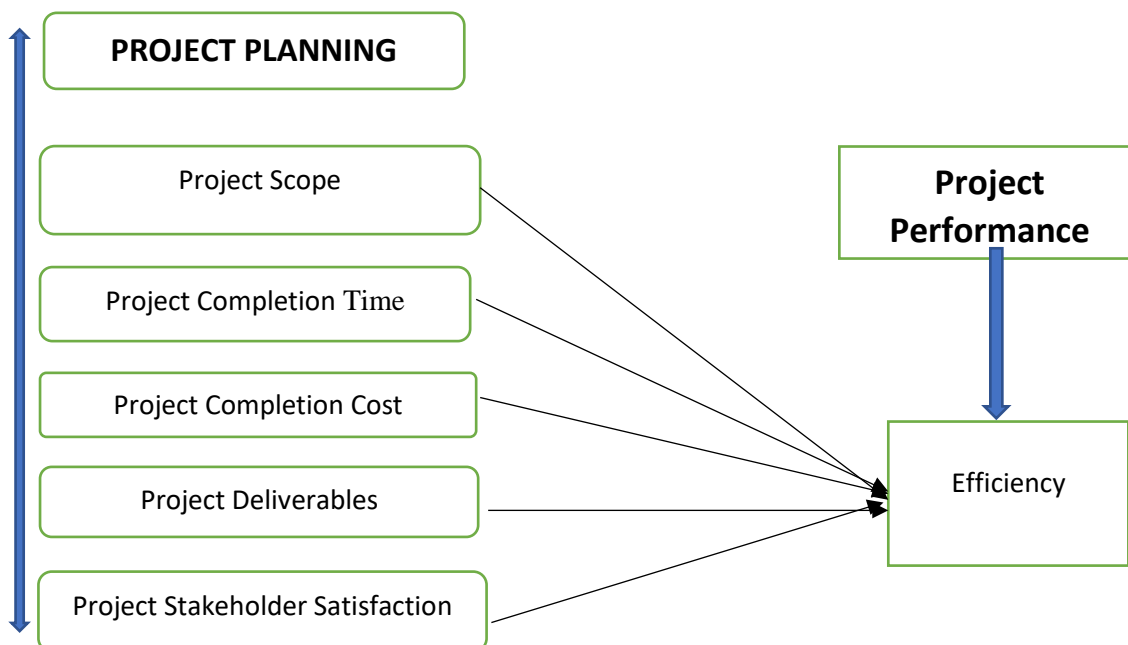 PROJECT PLANNING
Project Scope
Project
Performance
Project Completion Time
Project Completion Cost
Project Deliverables
Efficiency
Project Stakeholder Satisfaction